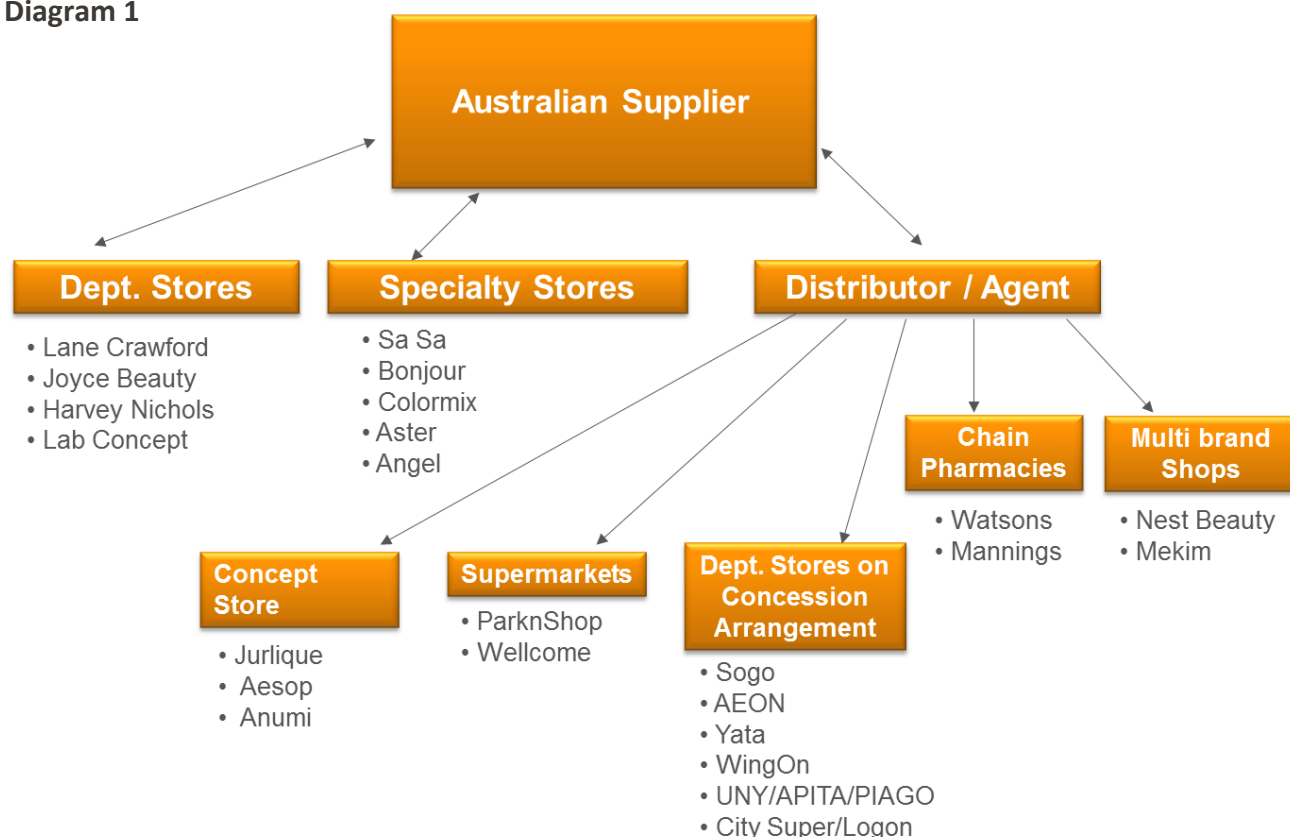 Diagram 1
Australian Supplier
Dept. Stores
• Lane Crawford
• Joyce Beauty
• Harvey Nichols
• Lab Concept
Specialty Stores
• Sa Sa
• Bonjour
• Colormix
• Aster
• Angel
Distributor / Agent
Concept
Store
• Jurlique
• Aesop
• Anumi
Supermarkets
• ParknShop
• Wellcome
Dept. Stores on
Concession
Arrangement
• Sogo
• AEON
• Yata
• WingOn
• UNY/APITA/PIAGO
• City Super/Logon
Chain
Pharmacies
• Watsons
• Mannings
Multi brand
Shops
• Nest Beauty
• Mekim